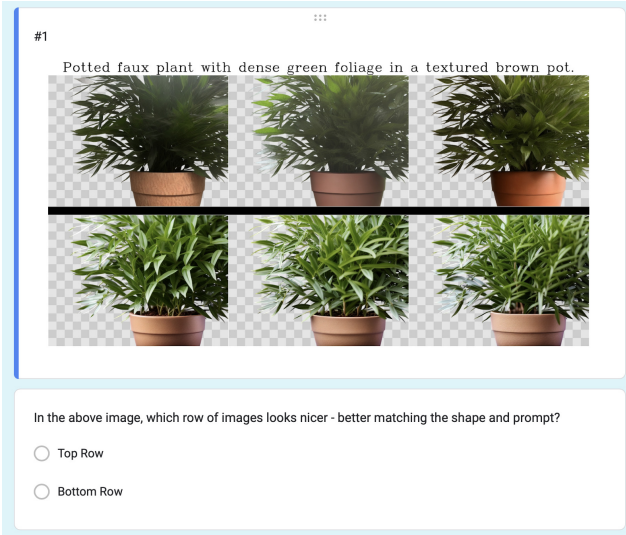 #1
Potted faux plant with dense green foliage in a textured brown pot.
In the above image, which row of images looks nicer - better matching the shape and prompt?
Top Row
Bottom Row